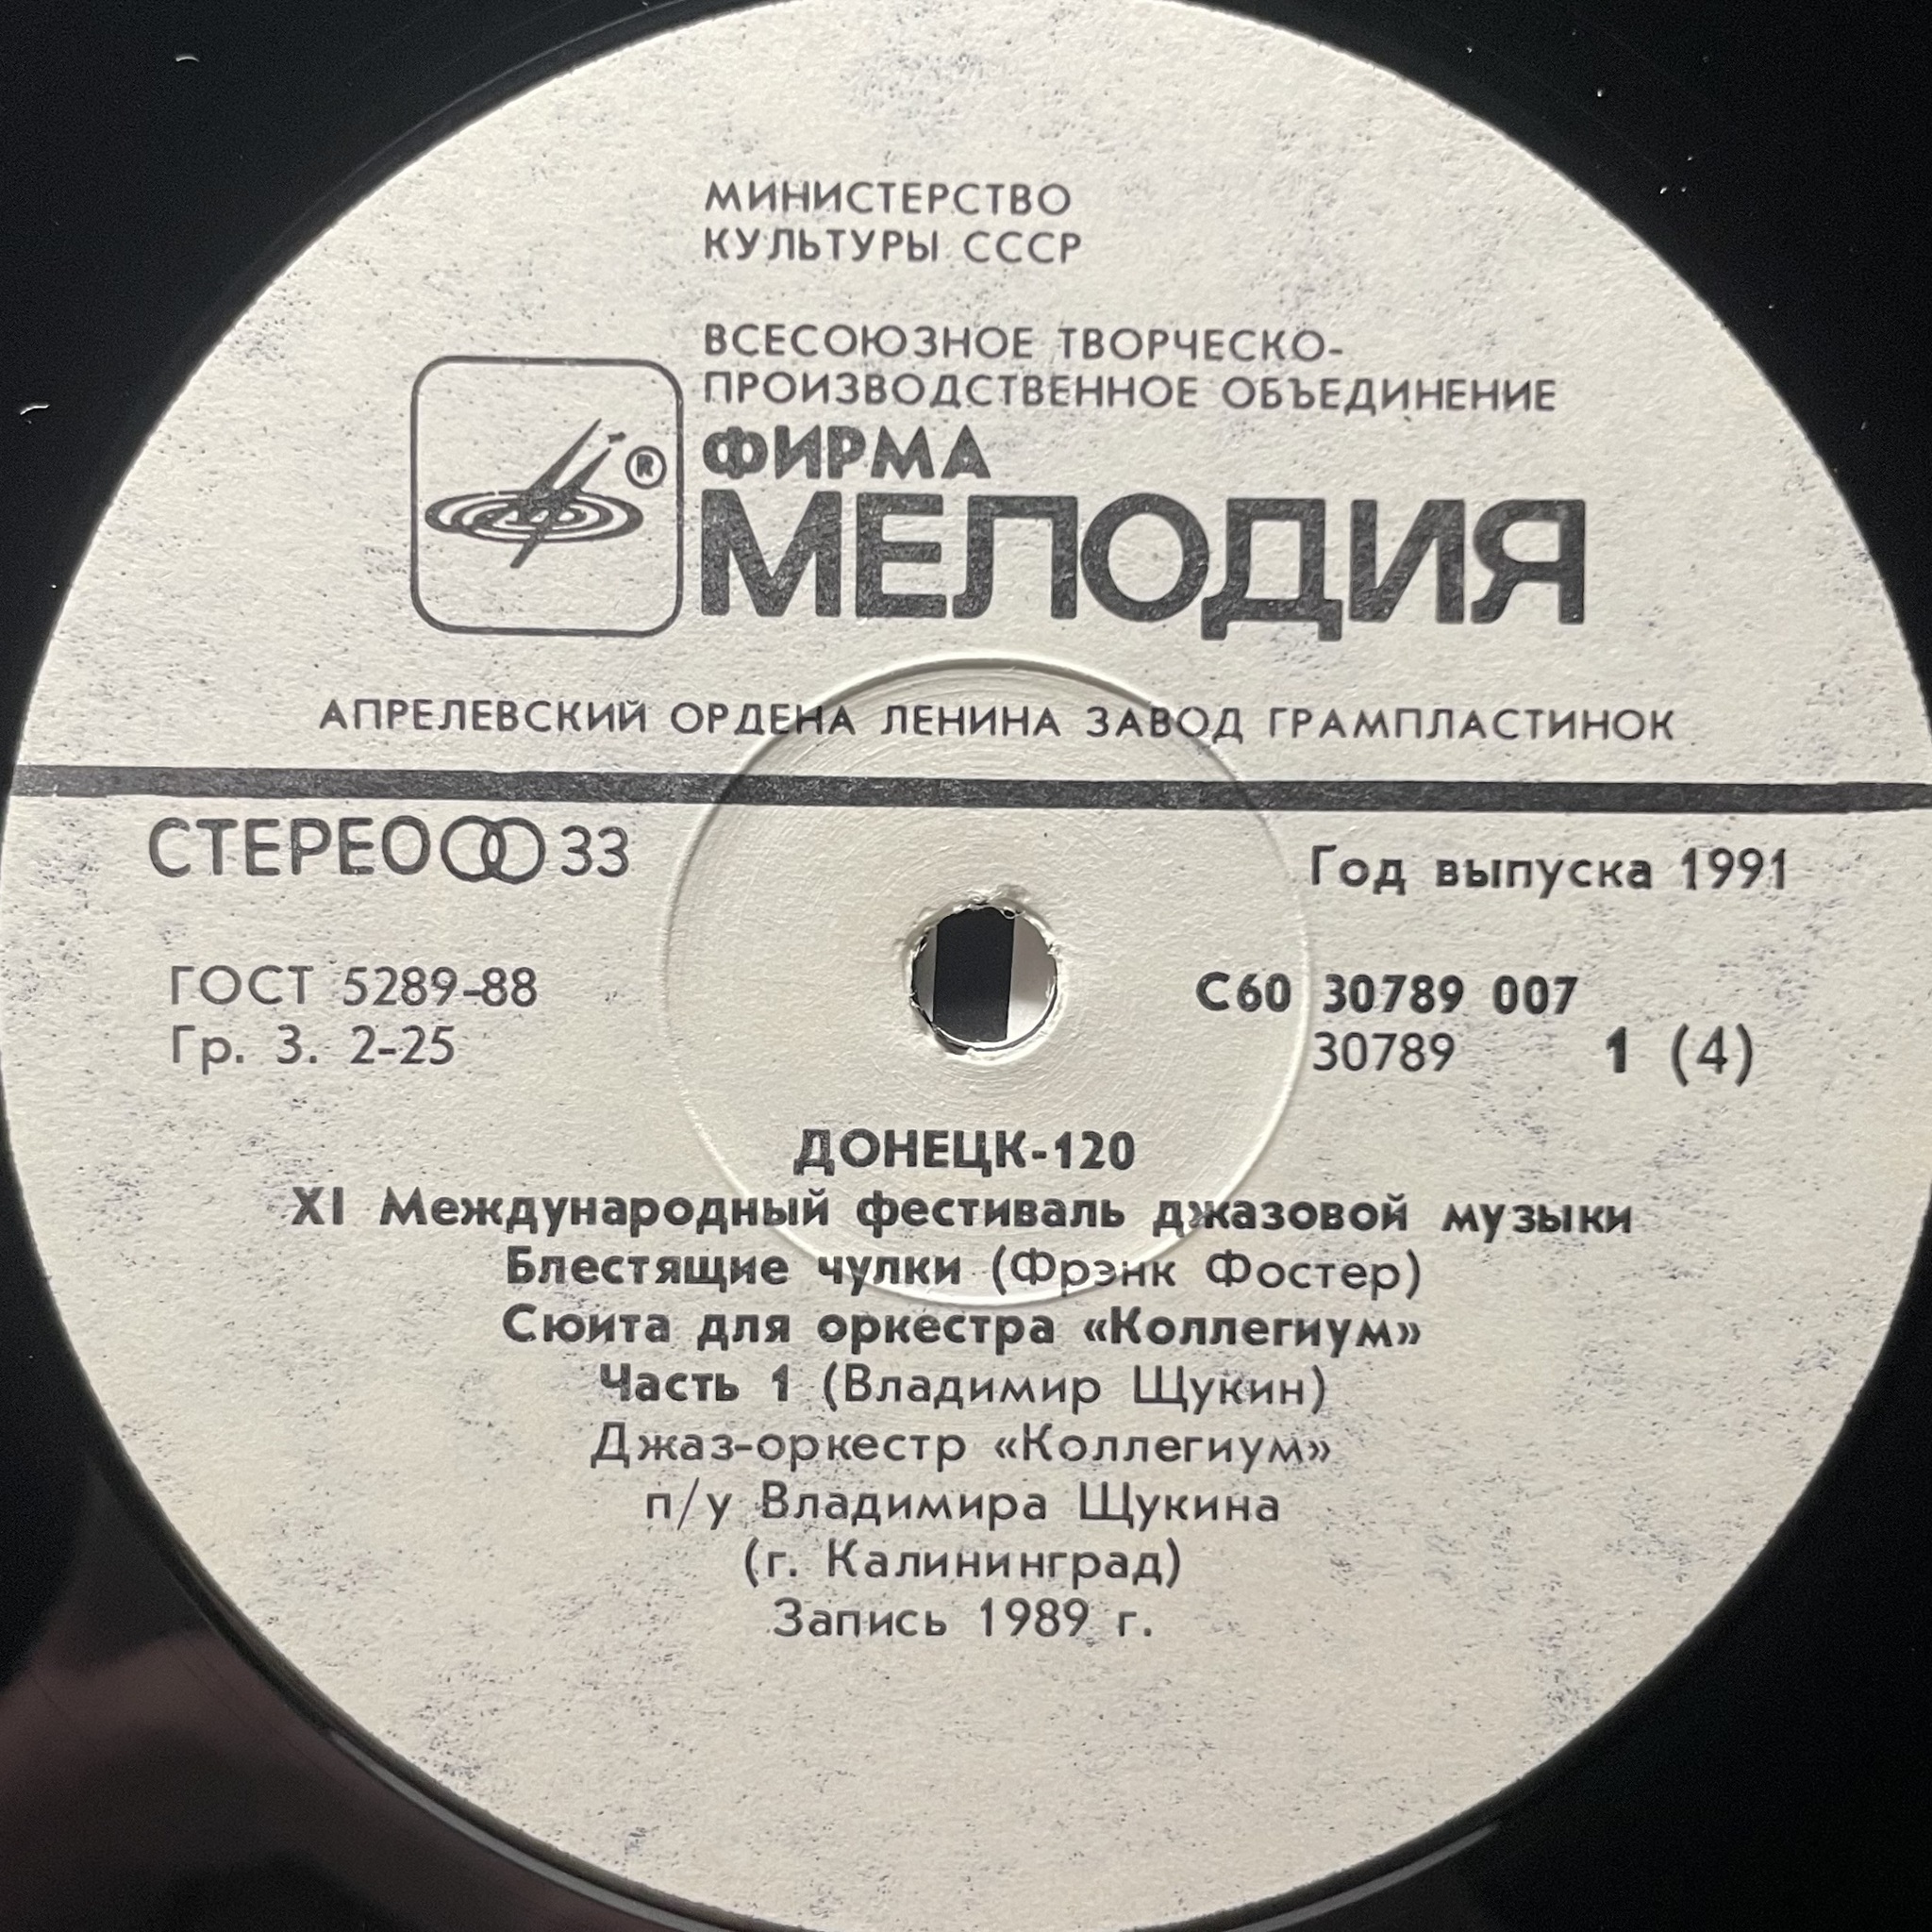 МИНИСТЕРСТВО
КУЛЬТУРЫ СССР
ВСЕСОЮЗНОЕ ТВОРЧЕСКО-
ПРОИЗВОДСТВЕННОЕ ОБЪЕДИНЕНИЕ
®
ФИРМА
МЕЛОДИЯ
АПРЕЛЕВСКИЙ ОРДЕНА ЛЕНИНА ЗАВОД ГРАМПЛАСТИНОК
СТЕРЕО 33
Год выпуска 1991
ГОСТ 5289-88
Гр. 3. 2-25
С60 30789 007
30789 1 (4)
ДОНЕЦК-120
XI Международный фестиваль джазовой музыки
Блестящие чулки (Фрэнк Фостер)
Сюита для оркестра «Коллегиум»
Часть 1 (Владимир Щукин)
Джаз-оркестр «Коллегиум»
п/у Владимира Щукина
(г. Калининград)
Запись 1989 г.